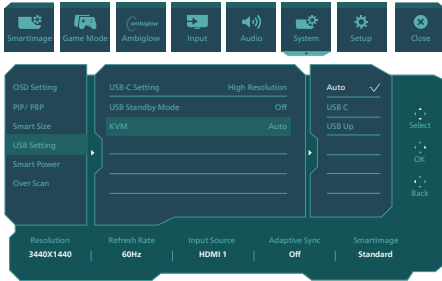 ambiglow
SmartImage Game Mode Ambiglow Input Audio System Setup Close
OSD Setting USB-C Setting High Resolution Auto
PIP/ PBP USB Standby Mode Off USB C
Smart Size KVM Auto USB Up
Select
USB Setting
OK
Smart Power
Over Scan
Back
Resolution Refresh Rate Input Source Adaptive Sync SmartImage
3440X1440 60Hz HDMI 1 Off Standard